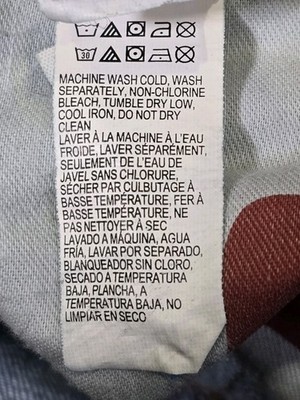 30
MACHINE WASH COLD, WASH
SEPARATELY, NON-CHLORINE
BLEACH, TUMBLE DRY LOW,
COOL IRON, DO NOT DRY
CLEAN
LAVER À LA MACHINE À L'EAU
FROIDE, LAVER SÉPARÉMENT,
SEULEMENT DE L'EAU DE
JAVEL SANS CHLORURE,
SÉCHER PAR CULBUTAGE À
BASSE TEMPÉRATURE, FER À
BASSE TEMPÉRATURE, NE
PAS NETTOYER À SEC
LAVADO A MÁQUINA, AGUA
FRÍA, LAVAR POR SEPARADO,
BLANQUEADOR SIN CLORO,
SECADO A TEMPERATURA
BAJA, PLANCHA, A
TEMPERATURA BAJA, NO
LIMPIAR EN SECO